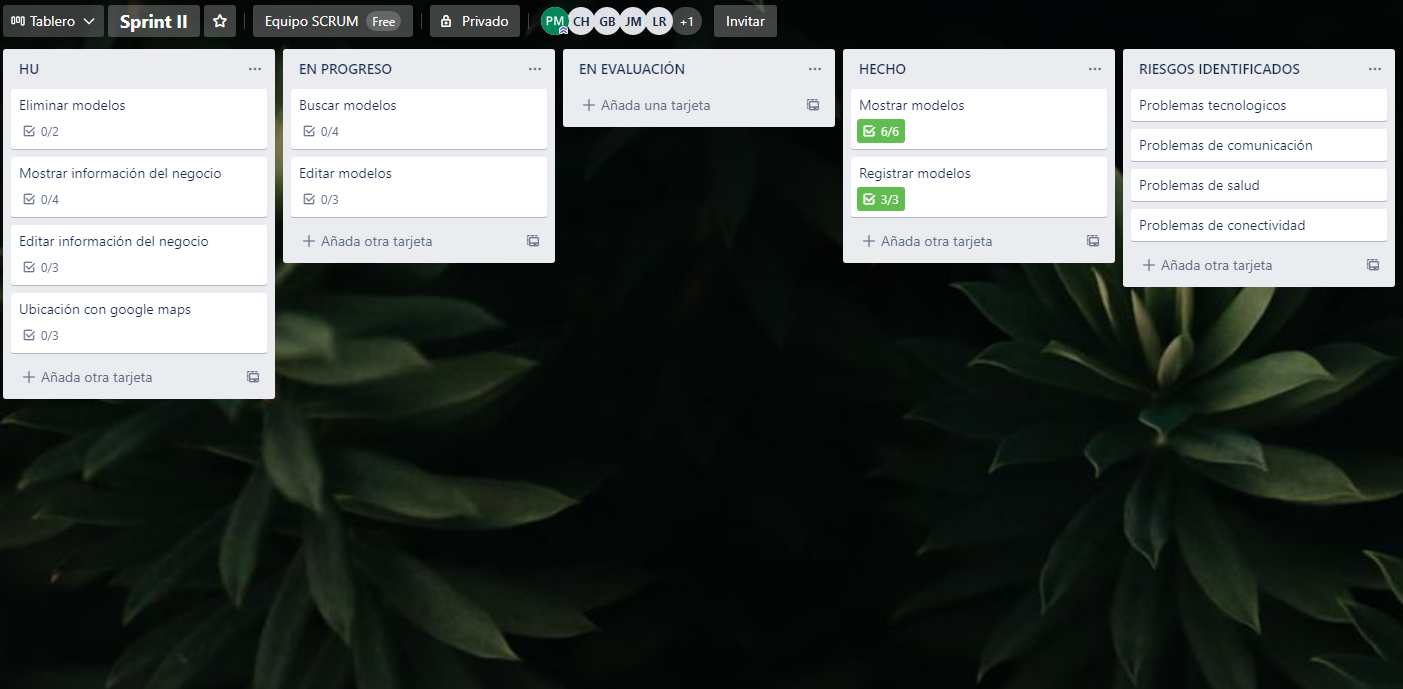 Tablero
Sprint II
Equipo SCRUM Free
Privado
PM CH GB JM LR +1
Invitar
HU
Eliminar modelos
0/2
Mostrar información del negocio
0/4
Editar información del negocio
0/3
Ubicación con google maps
0/3
Añada otra tarjeta
EN PROGRESO
Buscar modelos
0/4
Editar modelos
0/3
Añada otra tarjeta
EN EVALUACIÓN
Añada una tarjeta
HECHO
Mostrar modelos
6/6
Registrar modelos
3/3
Añada otra tarjeta
RIESGOS IDENTIFICADOS
Problemas tecnologicos
Problemas de comunicación
Problemas de salud
Problemas de conectividad
Añada otra tarjeta